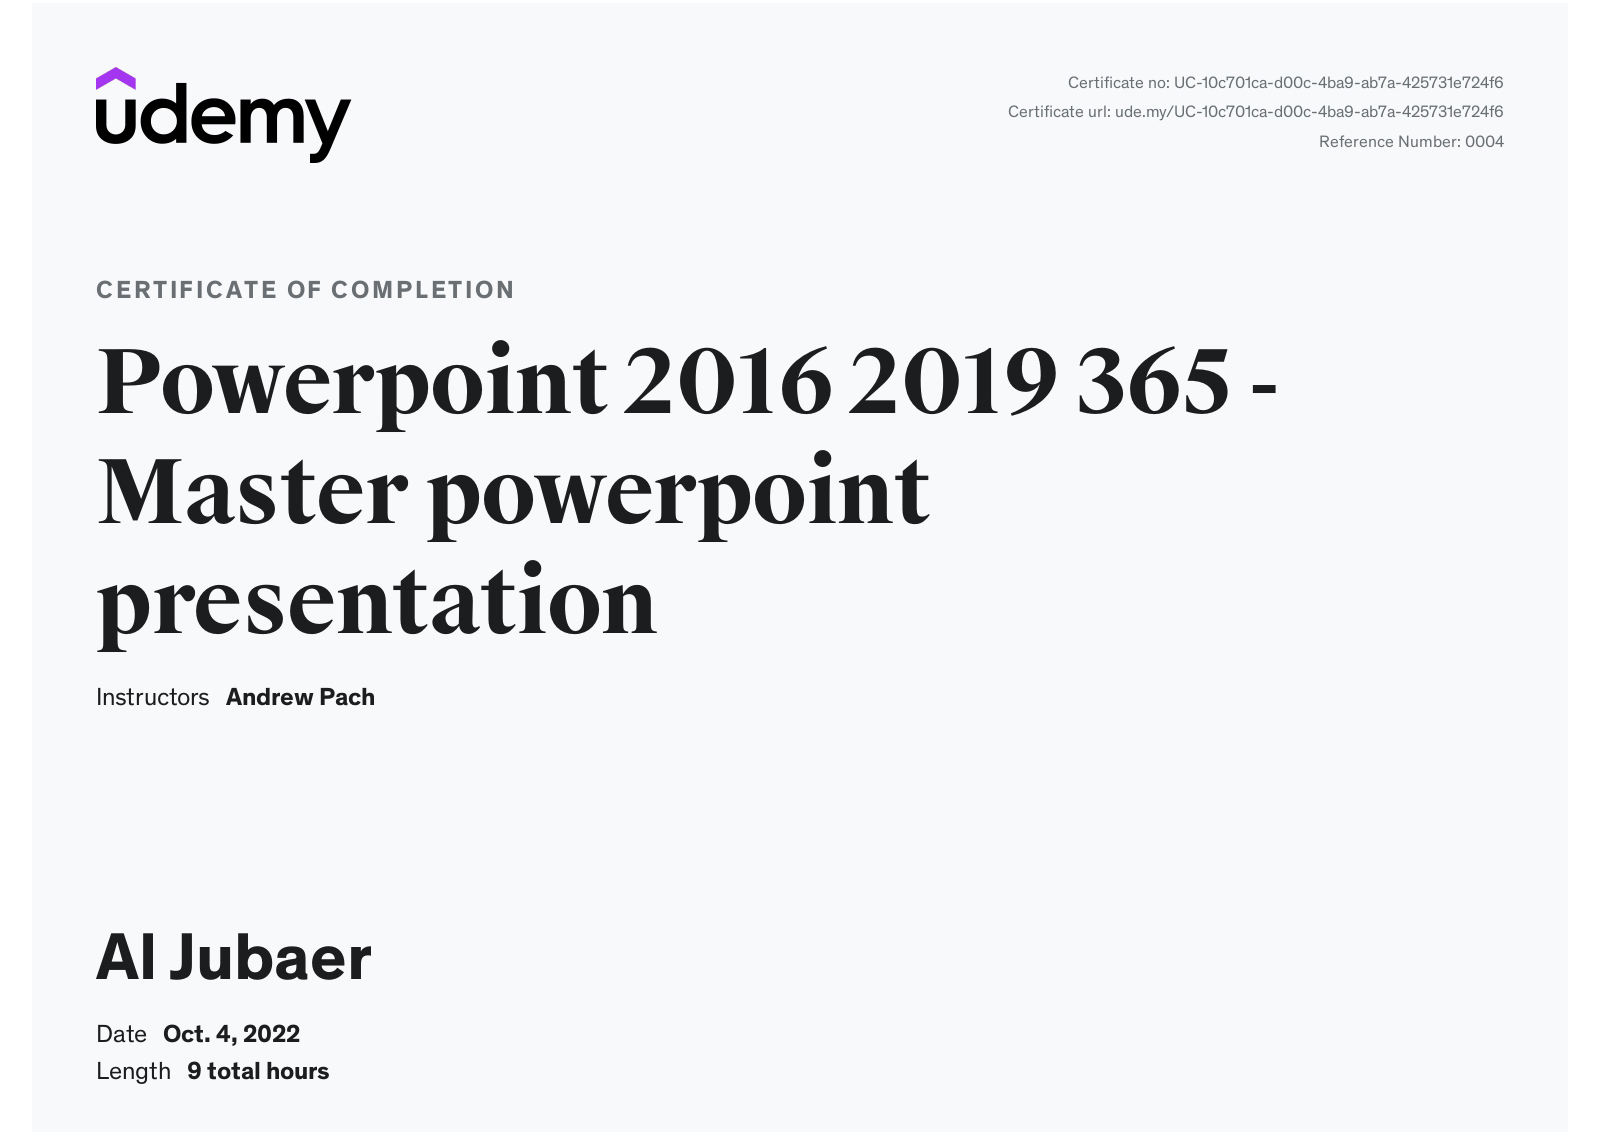 udemy
Certificate no: UC-10c701ca-d00c-4ba9-ab7a-425731e724f6
Certificate url: ude.my/UC-10c701ca-d00c-4ba9-ab7a-425731e724f6
Reference Number: 0004
CERTIFICATE OF COMPLETION
Powerpoint 2016 2019 365 -
Master powerpoint
presentation
Instructors Andrew Pach
Al Jubaer
Date Oct. 4, 2022
Length 9 total hours